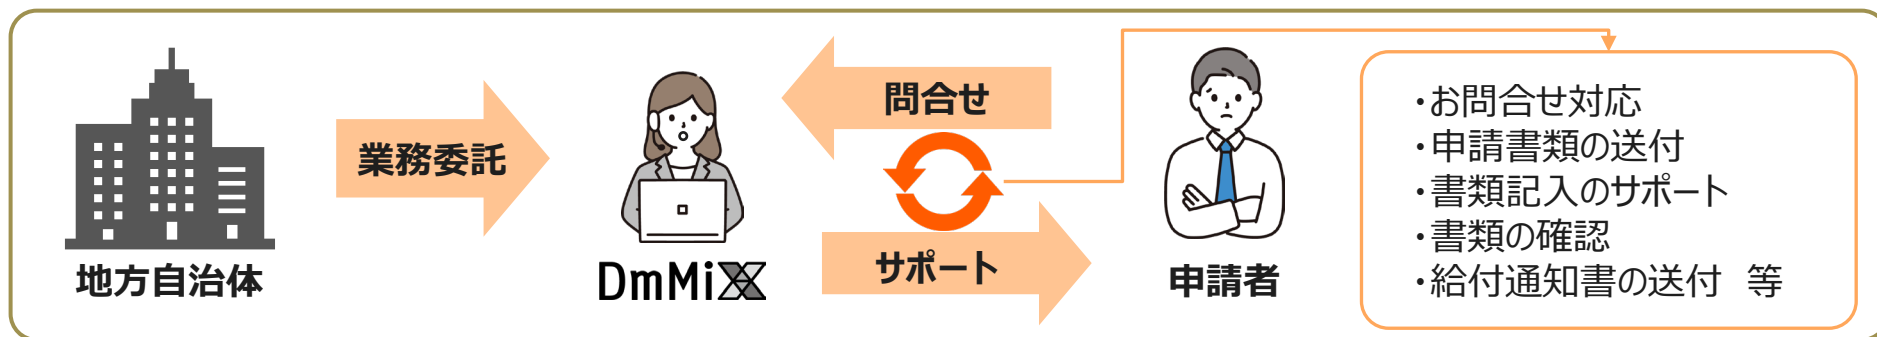 地方自治体
業務委託
DmMiX
問合せ
サポート
申請者
・お問合せ対応
・申請書類の送付
・書類記入のサポート
・書類の確認
・給付通知書の送付　等